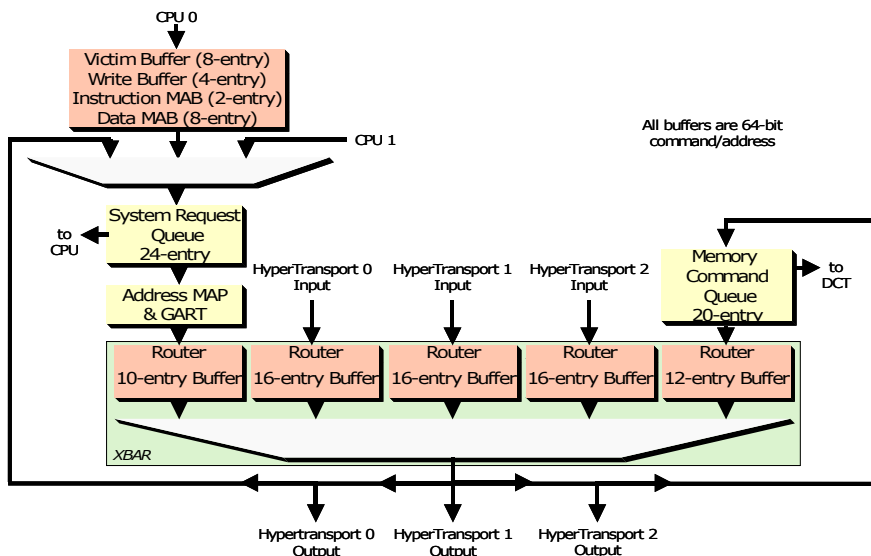 CPU 0
Victim Buffer (8-entry)
Write Buffer (4-entry)
Instruction MAB (2-entry)
Data MAB (8-entry)
CPU 1
All buffers are 64-bit
command/address
System Request
Queue
24-entry
to
CPU
Address MAP
& GART
HyperTransport 0
Input
HyperTransport 1
Input
HyperTransport 2
Input
Memory
Command
Queue
20-entry
to
DCT
Router
10-entry Buffer
Router
16-entry Buffer
Router
16-entry Buffer
Router
16-entry Buffer
Router
12-entry Buffer
XBAR
Hypertransport 0
Output
HyperTransport 1
Output
HyperTransport 2
Output